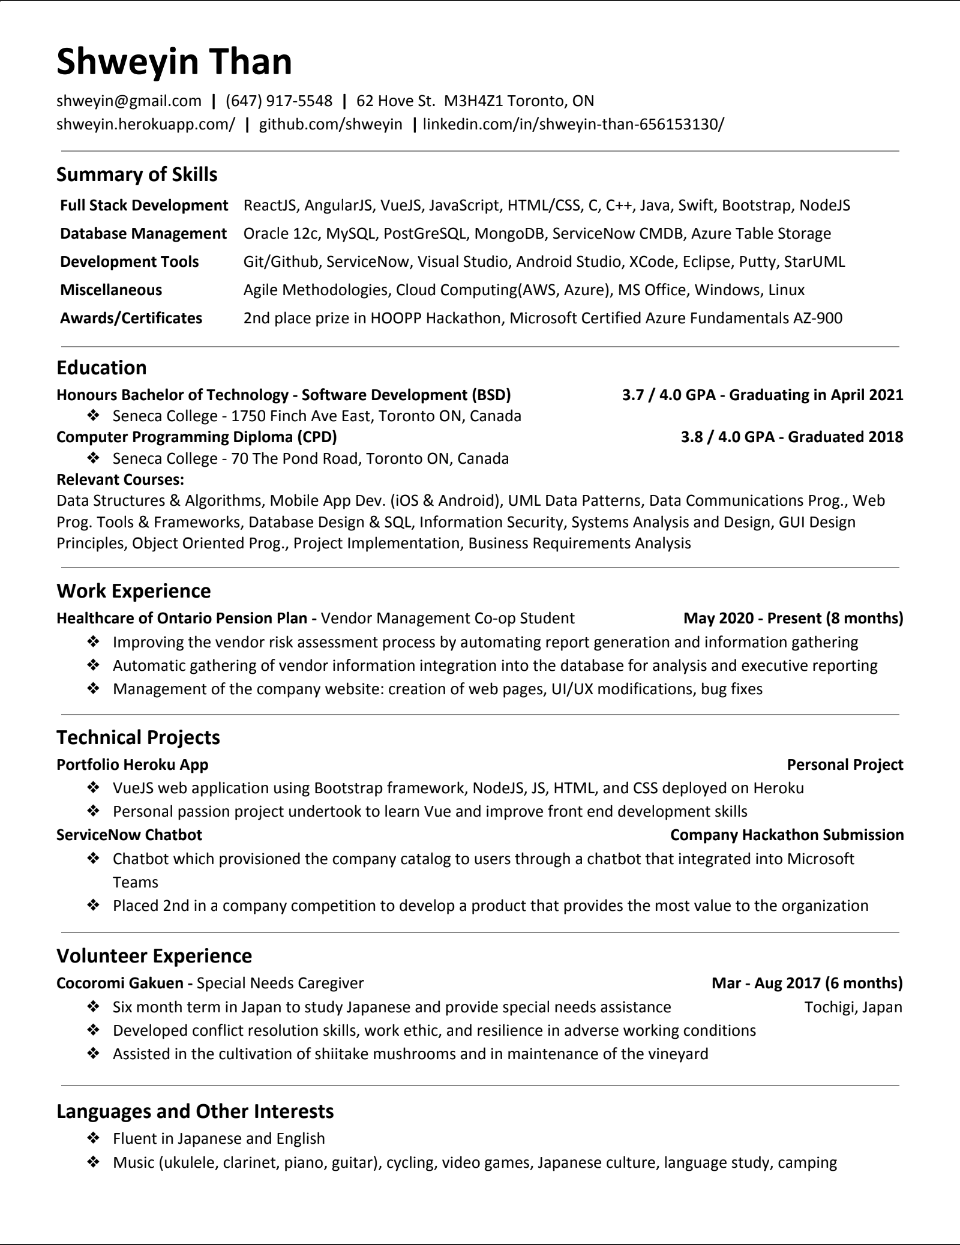 Shweyin Than
shweyin@gmail.com | (647) 917-5548 | 62 Hove St. M3H4Z1 Toronto, ON
shweyin.herokuapp.com/ | github.com/shweyin | linkedin.com/in/shweyin-than-656153130/
Summary of Skills
Full Stack Development ReactJS, AngularJS, VueJS, JavaScript, HTML/CSS, C, C++, Java, Swift, Bootstrap, NodeJS
Database Management Oracle 12c, MySQL, PostGreSQL, MongoDB, ServiceNow CMDB, Azure Table Storage
Development Tools Git/Github, ServiceNow, Visual Studio, Android Studio, XCode, Eclipse, Putty, StarUML
Miscellaneous Agile Methodologies, Cloud Computing(AWS, Azure), MS Office, Windows, Linux
Awards/Certificates 2nd place prize in HOOPP Hackathon, Microsoft Certified Azure Fundamentals AZ-900
Education
Honours Bachelor of Technology - Software Development (BSD) 3.7 / 4.0 GPA - Graduating in April 2021
❖ Seneca College - 1750 Finch Ave East, Toronto ON, Canada
Computer Programming Diploma (CPD) 3.8 / 4.0 GPA - Graduated 2018
❖ Seneca College - 70 The Pond Road, Toronto ON, Canada
Relevant Courses:
Data Structures & Algorithms, Mobile App Dev. (iOS & Android), UML Data Patterns, Data Communications Prog., Web
Prog. Tools & Frameworks, Database Design & SQL, Information Security, Systems Analysis and Design, GUI Design
Principles, Object Oriented Prog., Project Implementation, Business Requirements Analysis
Work Experience
Healthcare of Ontario Pension Plan - Vendor Management Co-op Student May 2020 - Present (8 months)
❖ Improving the vendor risk assessment process by automating report generation and information gathering
❖ Automatic gathering of vendor information integration into the database for analysis and executive reporting
❖ Management of the company website: creation of web pages, UI/UX modifications, bug fixes
Technical Projects
Portfolio Heroku App Personal Project
❖ VueJS web application using Bootstrap framework, NodeJS, JS, HTML, and CSS deployed on Heroku
❖ Personal passion project undertook to learn Vue and improve front end development skills
ServiceNow Chatbot Company Hackathon Submission
❖ Chatbot which provisioned the company catalog to users through a chatbot that integrated into Microsoft
Teams
❖ Placed 2nd in a company competition to develop a product that provides the most value to the organization
Volunteer Experience
Cocoromi Gakuen - Special Needs Caregiver Mar - Aug 2017 (6 months)
❖ Six month term in Japan to study Japanese and provide special needs assistance Tochigi, Japan
❖ Developed conflict resolution skills, work ethic, and resilience in adverse working conditions
❖ Assisted in the cultivation of shiitake mushrooms and in maintenance of the vineyard
Languages and Other Interests
❖ Fluent in Japanese and English
❖ Music (ukulele, clarinet, piano, guitar), cycling, video games, Japanese culture, language study, camping